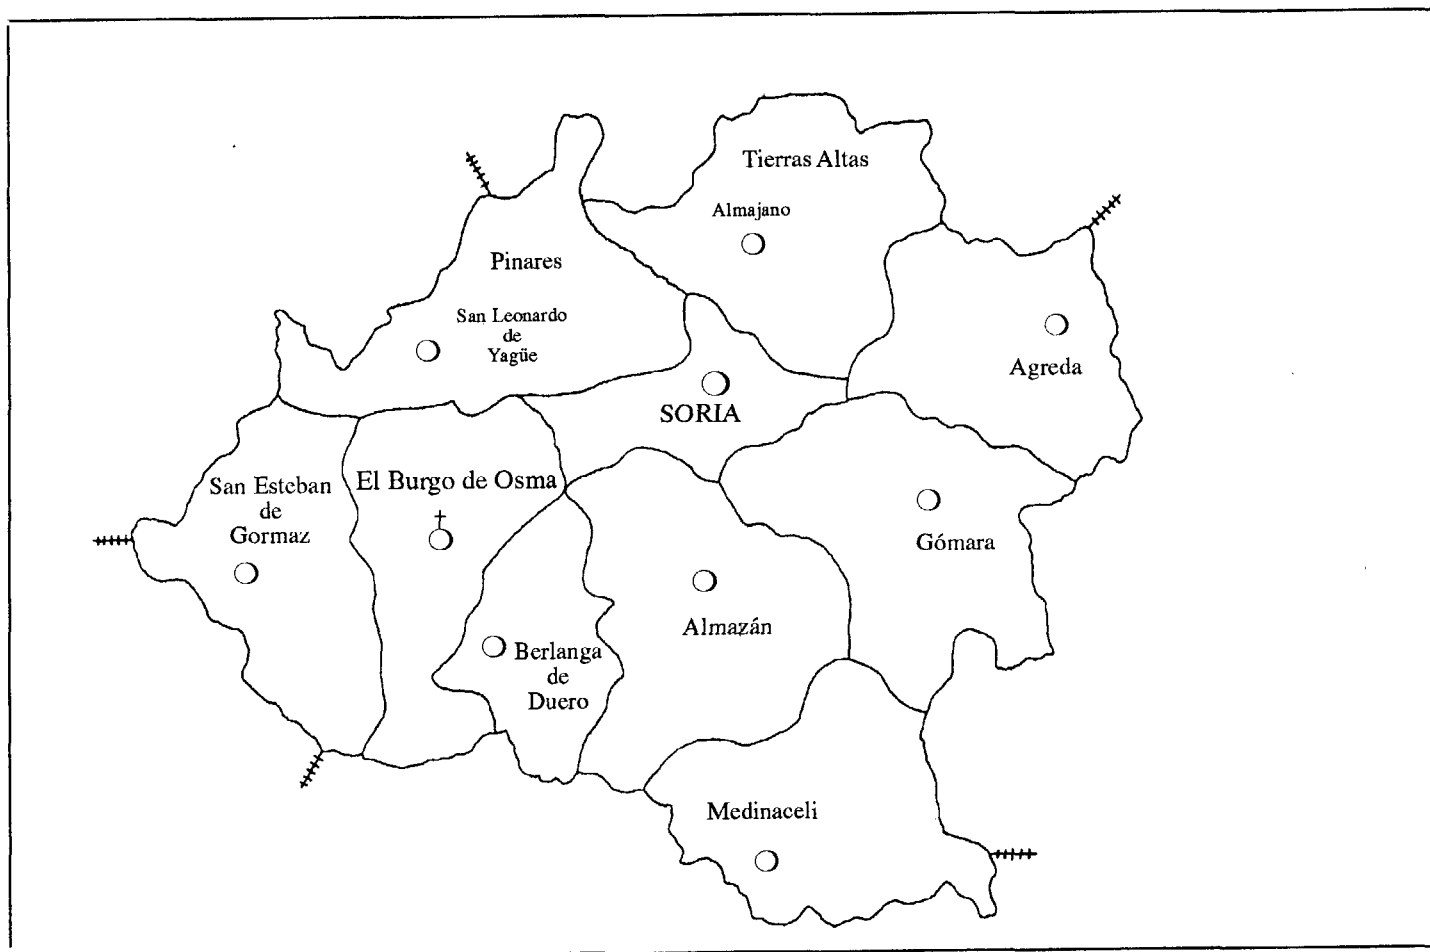 Tierras Altas
Almajano
Pinares
San Leonardo
de
Yagüe
Agreda
SORIA
San Esteban
de
Gormaz
El Burgo de Osma
Gómara
Almazán
Berlanga
de
Duero
Medinaceli